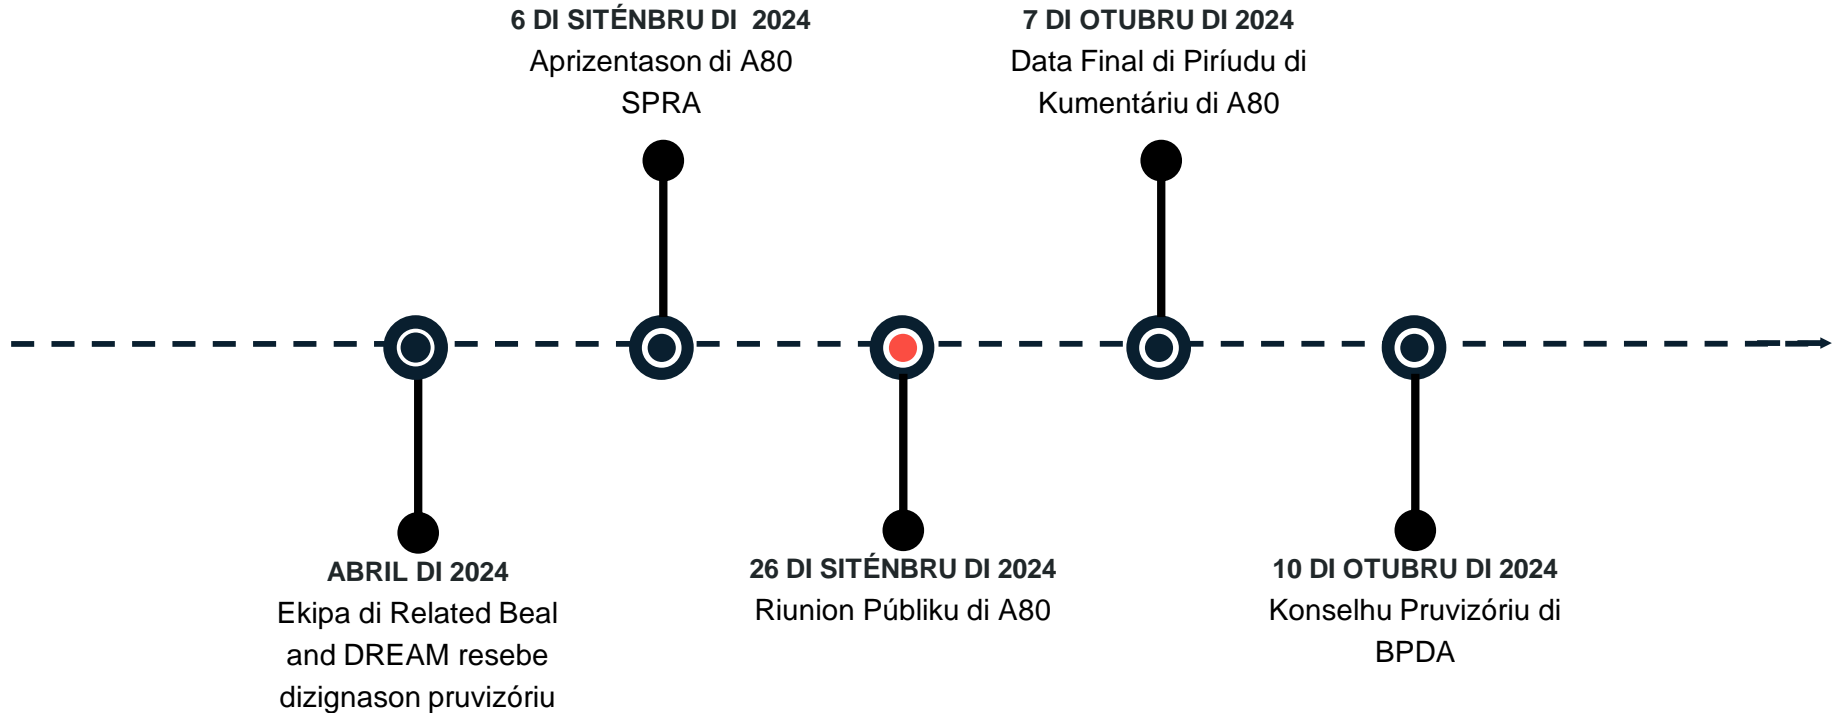 6 DI SITÉNBRU DI  2024
Aprizentason di A80
SPRA
7 DI OTUBRU DI 2024
Data Final di Piríudu di
Kumentáriu di A80
ABRIL DI 2024
Ekipa di Related Beal
and DREAM resebe
dizignason pruvizóriu
26 DI SITÉNBRU DI 2024
Riunion Públiku di A80
10 DI OTUBRU DI 2024
Konselhu Pruvizóriu di
BPDA